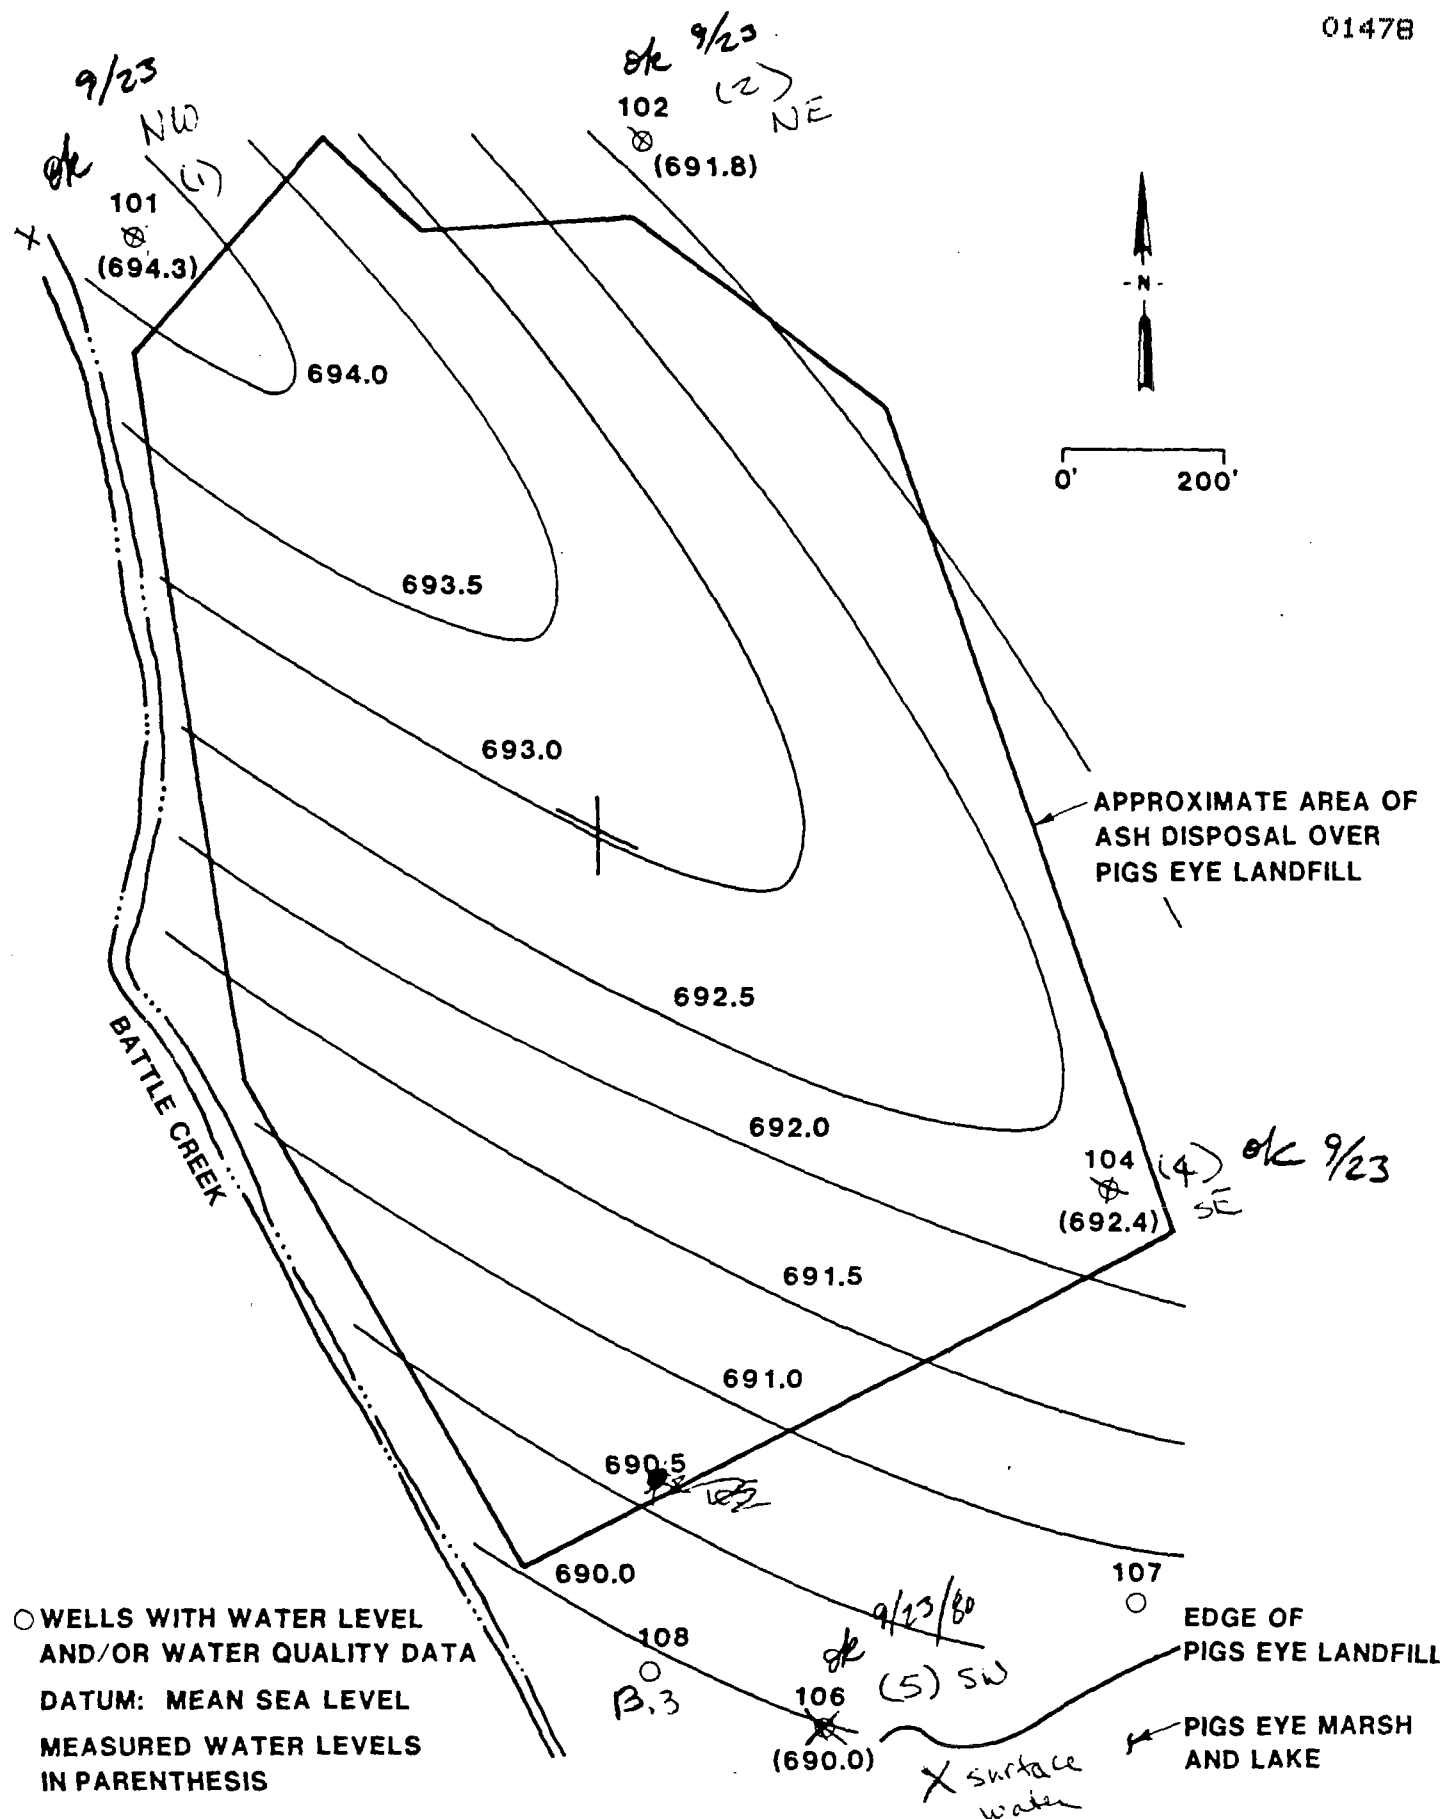 01478
9/23
ok 9/23
NW
(2)
102
NE
ok
(1)
(691.8)
101
X
(694.3)
- N -
694.0
0' 200'
693.5
693.0
APPROXIMATE AREA OF
ASH DISPOSAL OVER
PIGS EYE LANDFILL
692.5
BATTLE CREEK
692.0
104 (4) ok 9/23
SE
(692.4)
691.5
691.0
690.5
690.0
107
9/23/80
WELLS WITH WATER LEVEL
AND/OR WATER QUALITY DATA
EDGE OF
PIGS EYE LANDFILL
108
ok
(5) SW
B.3
106
DATUM: MEAN SEA LEVEL
MEASURED WATER LEVELS
IN PARENTHESIS
(690.0)
PIGS EYE MARSH
AND LAKE
X surface
water